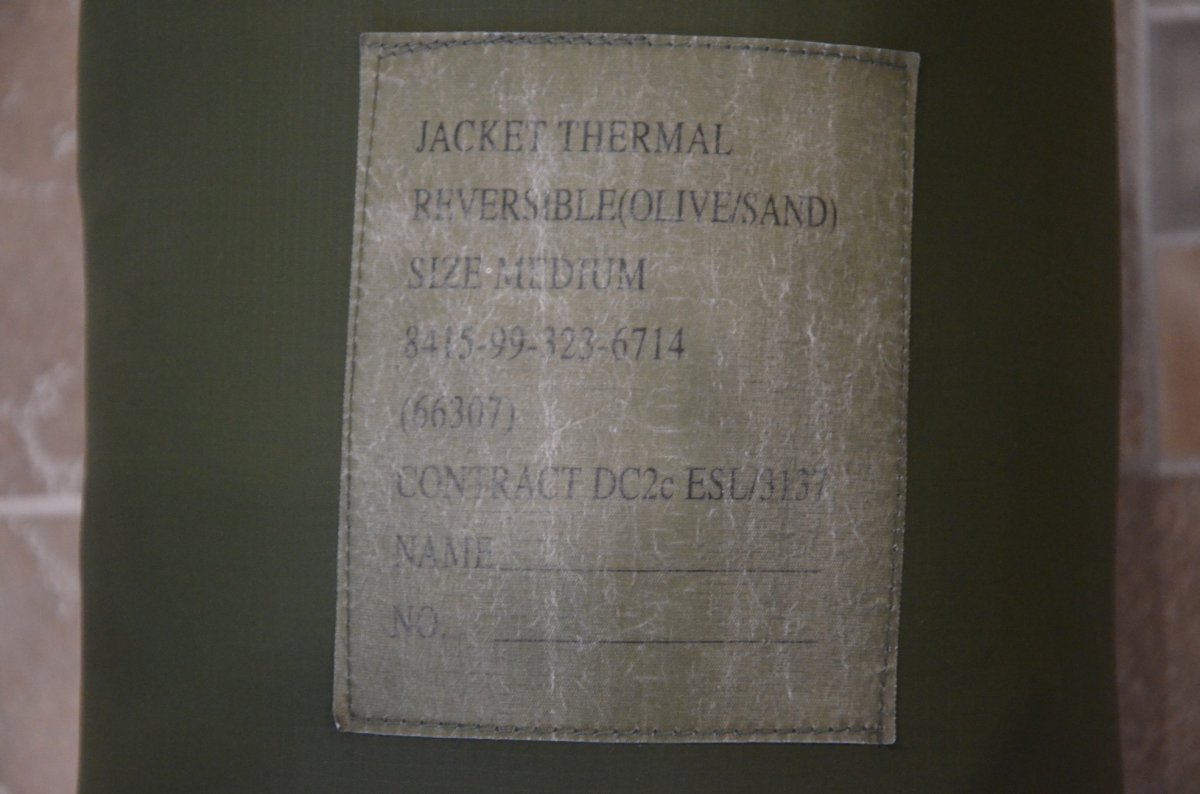 JACKET THERMAL
REVERSIBLE(OLIVE/SAND)
SIZE MEDIUM
8415-99-323-6714
(66307)
CONTRACT DC2c ESL/3137
NAME
NO.